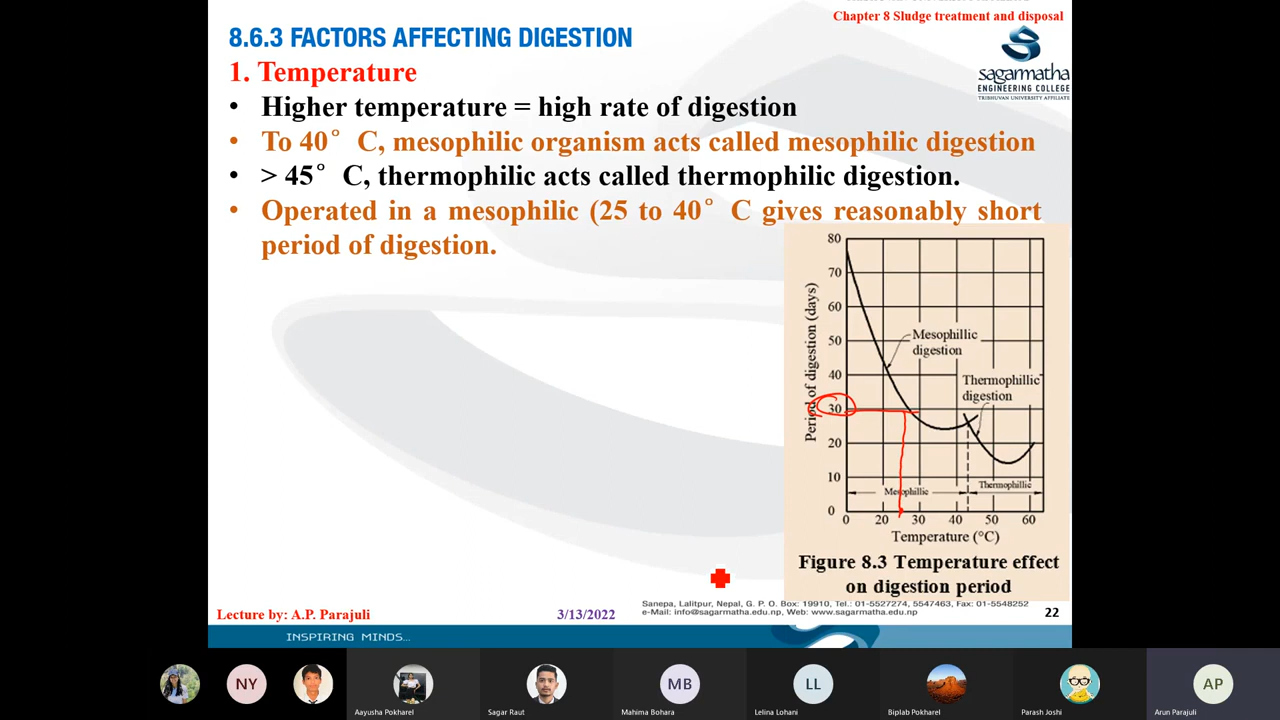 Chapter 8 Sludge treatment and disposal
8.6.3 FACTORS AFFECTING DIGESTION
sagarmatha
ENGINEERING COLLEGE
TRIBHUVAN UNIVERSITY AFFILIATE
1. Temperature
• Higher temperature = high rate of digestion
• To 40° C, mesophilic organism acts called mesophilic digestion
• > 45° C, thermophilic acts called thermophilic digestion.
• Operated in a mesophilic (25 to 40° C gives reasonably short
period of digestion.
Period of digestion (days)
80
70
60
50
40
30
20
10
0
Mesophillic
digestion
Thermophillic
digestion
Mesophillic
Thermophillic
0 20 30 40 50 60
Temperature (°C)
Figure 8.3 Temperature effect
on digestion period
Lecture by: A.P. Parajuli
3/13/2022
Sanepa, Lalitpur, Nepal, G. P. O. Box: 19910, Tel.: 01-5527274, 5547463, Fax: 01-5548252
e-Mail: info@sagarmatha.edu.np, Web: www.sagarmatha.edu.np
22
INSPIRING MINDS...
NY
MB
LL
AP
Aayusha Pokharel
Sagar Raut
Mahima Bohara
Lelina Lohani
Biplab Pokharel
Parash Joshi
Arun Parajuli